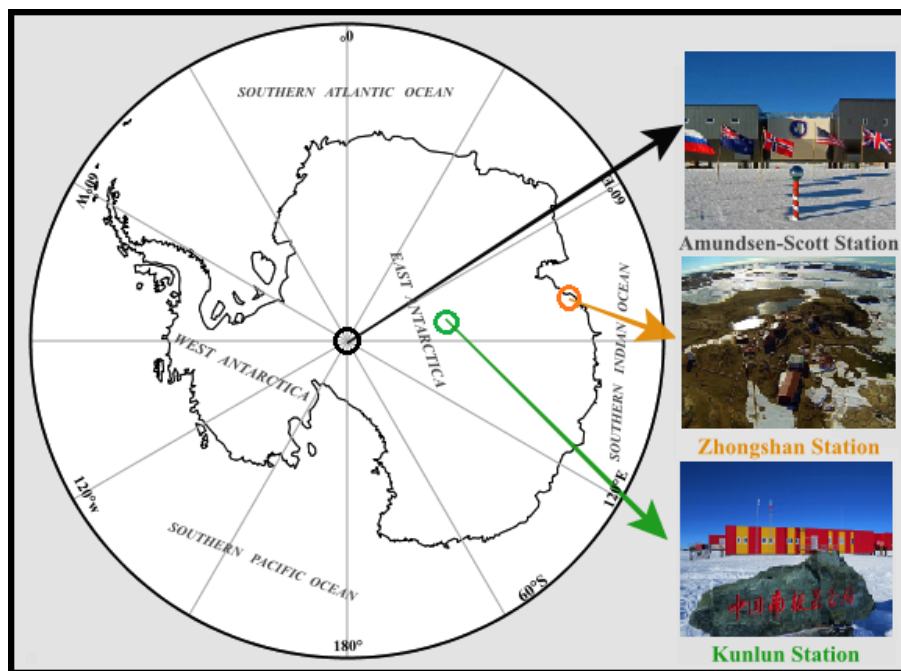 0°
SOUTHERN ATLANTIC OCEAN
60°W
60°E
EAST ANTARCTICA
WEST ANTARCTICA
SOUTHERN INDIAN OCEAN
120°W
120°E
SOUTHERN PACIFIC OCEAN
60°S
180°
Amundsen-Scott Station
Zhongshan Station
中国南极昆仑站
Kunlun Station